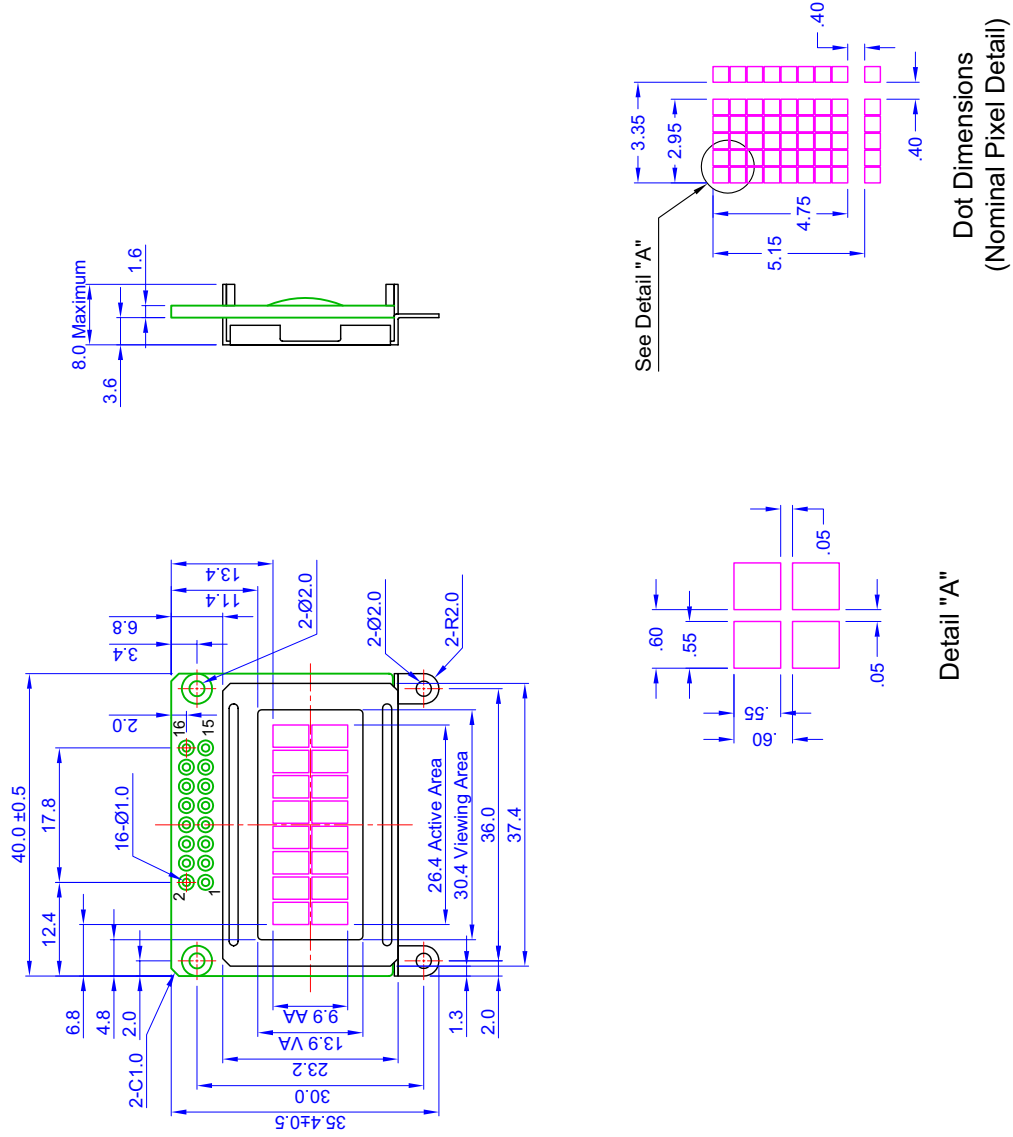 8.0 Maximum
1.6
3.6
40.0 ±0.5
12.4
17.8
16-Ø1.0
2
16
1
15
2.0
3.4
6.8
11.4
13.4
2-Ø2.0
2-Ø2.0
2-R2.0
6.8
4.8
2.0
2-C1.0
26.4 Active Area
30.4 Viewing Area
36.0
37.4
1.3
2.0
9.9 AA
13.9 VA
23.2
30.0
35.4±0.5
3.35
2.95
.40
.40
4.75
5.15
See Detail "A"
Dot Dimensions
(Nominal Pixel Detail)
.60
.55
.55
.60
.05
.05
Detail "A"